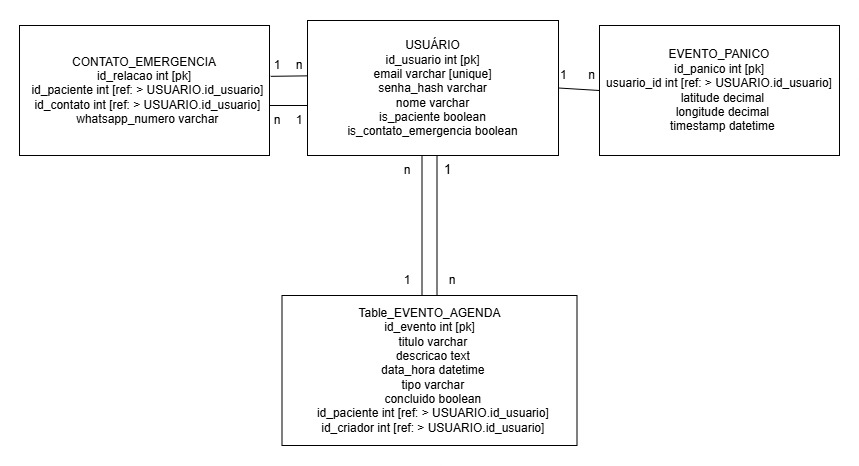 CONTATO_EMERGENCIA
id_relacao int [pk]
id_paciente int [ref: > USUARIO.id_usuario]
id_contato int [ref: > USUARIO.id_usuario]
whatsapp_numero varchar
1 n
n 1
USUÁRIO
id_usuario int [pk]
email varchar [unique]
senha_hash varchar
nome varchar
is_paciente boolean
is_contato_emergencia boolean
1 n
EVENTO_PANICO
id_panico int [pk]
usuario_id int [ref: > USUARIO.id_usuario]
latitude decimal
longitude decimal
timestamp datetime
n 1
1 n
Table_EVENTO_AGENDA
id_evento int [pk]
titulo varchar
descricao text
data_hora datetime
tipo varchar
concluido boolean
id_paciente int [ref: > USUARIO.id_usuario]
id_criador int [ref: > USUARIO.id_usuario]